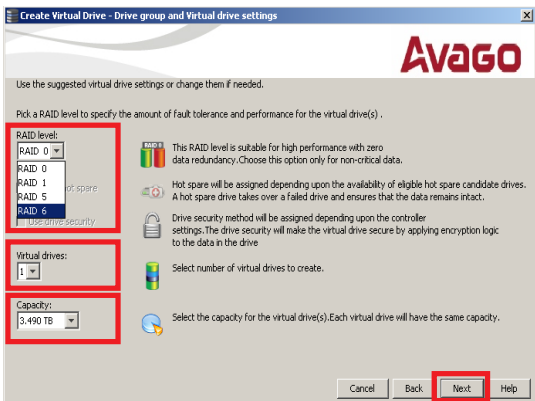 Create Virtual Drive - Drive group and Virtual drive settings
Avago
Use the suggested virtual drive settings or change them if needed.
Pick a RAID level to specify the amount of fault tolerance and performance for the virtual drive(s) .
RAID level:
RAID 0
RAID 0
RAID 1
RAID 5
RAID 6
RAID 0
This RAID level is suitable for high performance with zero
data redundancy.Choose this option only for non-critical data.
hot spare
Hot spare will be assigned depending upon the availability of eligible hot spare candidate drives.
A hot spare drive takes over a failed drive and ensures that the data remains intact.
Use drive security
Drive security method will be assigned depending upon the controller
settings.The drive security will make the virtual drive secure by applying encryption logic
to the data in the drive
Virtual drives:
1
Select number of virtual drives to create.
Capacity:
3.490 TB
Select the capacity for the virtual drive(s).Each virtual drive will have the same capacity.
Cancel Back Next Help